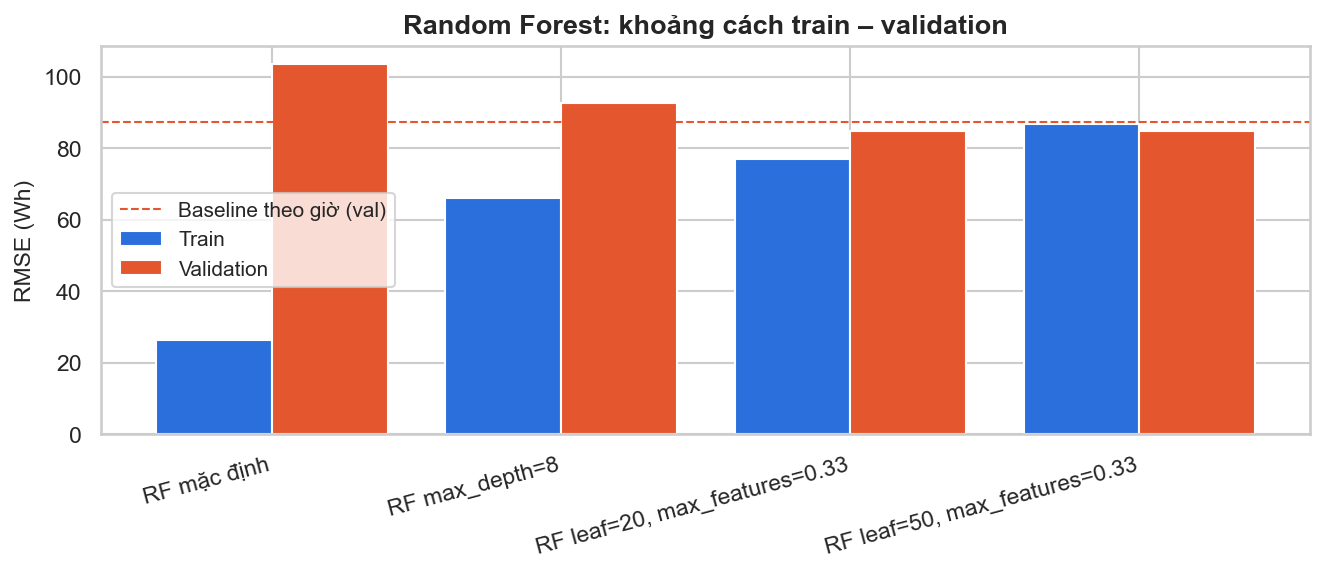 Random Forest: khoảng cách train – validation
RMSE (Wh)
100
80
60
40
20
0
Baseline theo giờ (val)
Train
Validation
RF mặc định
RF max_depth=8
RF leaf=20, max_features=0.33
RF leaf=50, max_features=0.33